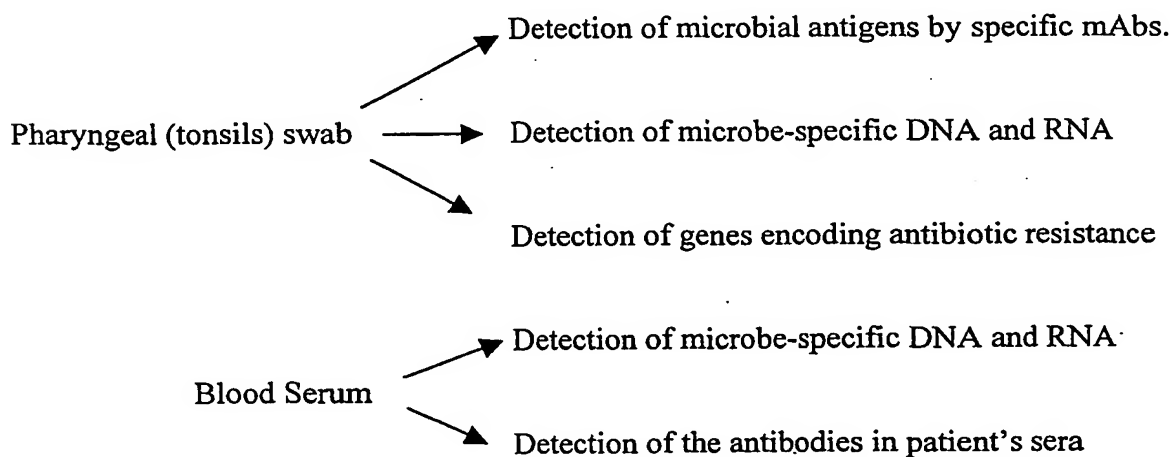 Detection of microbial antigens by specific mAbs.
Pharyngeal (tonsils) swab
Detection of microbe-specific DNA and RNA
Detection of genes encoding antibiotic resistance
Detection of microbe-specific DNA and RNA
Blood Serum
Detection of the antibodies in patient's sera